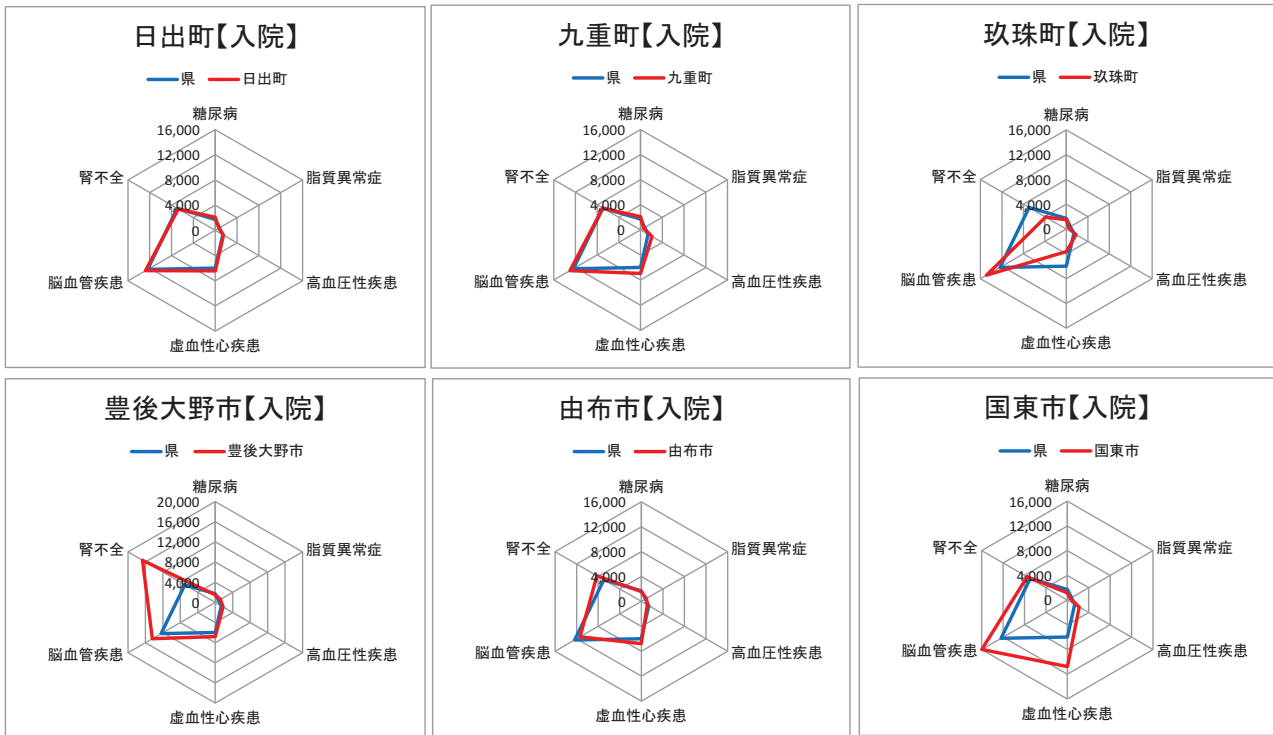 日出町【入院】
県 日出町
糖尿病
脂質異常症
高血圧性疾患
虚血性心疾患
脳血管疾患
腎不全
16,000
12,000
8,000
4,000
0
九重町【入院】
県 九重町
糖尿病
脂質異常症
高血圧性疾患
虚血性心疾患
脳血管疾患
腎不全
16,000
12,000
8,000
4,000
0
玖珠町【入院】
県 玖珠町
糖尿病
脂質異常症
高血圧性疾患
虚血性心疾患
脳血管疾患
腎不全
16,000
12,000
8,000
4,000
0
豊後大野市【入院】
県 豊後大野市
糖尿病
脂質異常症
高血圧性疾患
虚血性心疾患
脳血管疾患
腎不全
20,000
16,000
12,000
8,000
4,000
0
由布市【入院】
県 由布市
糖尿病
脂質異常症
高血圧性疾患
虚血性心疾患
脳血管疾患
腎不全
16,000
12,000
8,000
4,000
0
国東市【入院】
県 国東市
糖尿病
脂質異常症
高血圧性疾患
虚血性心疾患
脳血管疾患
腎不全
16,000
12,000
8,000
4,000
0